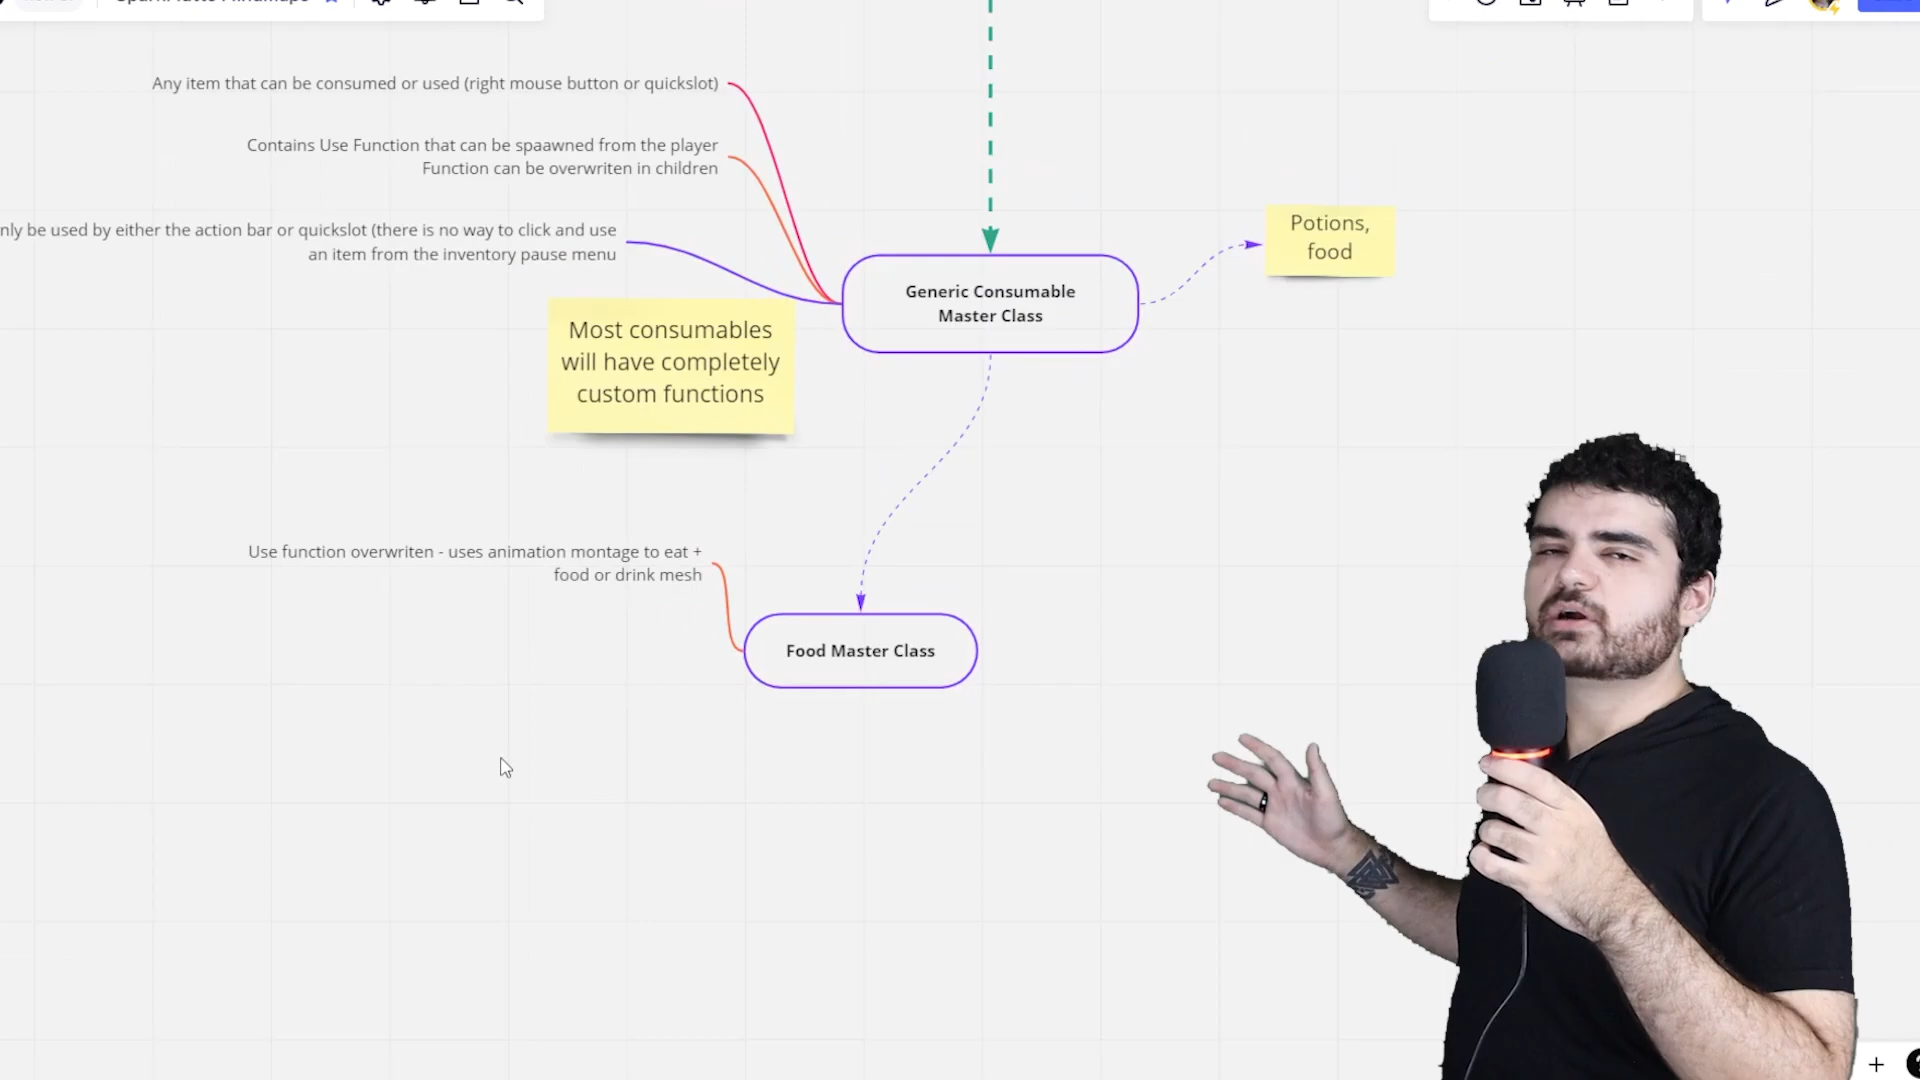 Any item that can be consumed or used (right mouse button or quickslot)
Contains Use Function that can be spaawned from the player
Function can be overwriten in children
be used by either the action bar or quickslot (there is no way to click and use
an item from the inventory pause menu
Potions,
food
Generic Consumable
Master Class
Most consumables
will have completely
custom functions
Use function overwriten - uses animation montage to eat +
food or drink mesh
Food Master Class